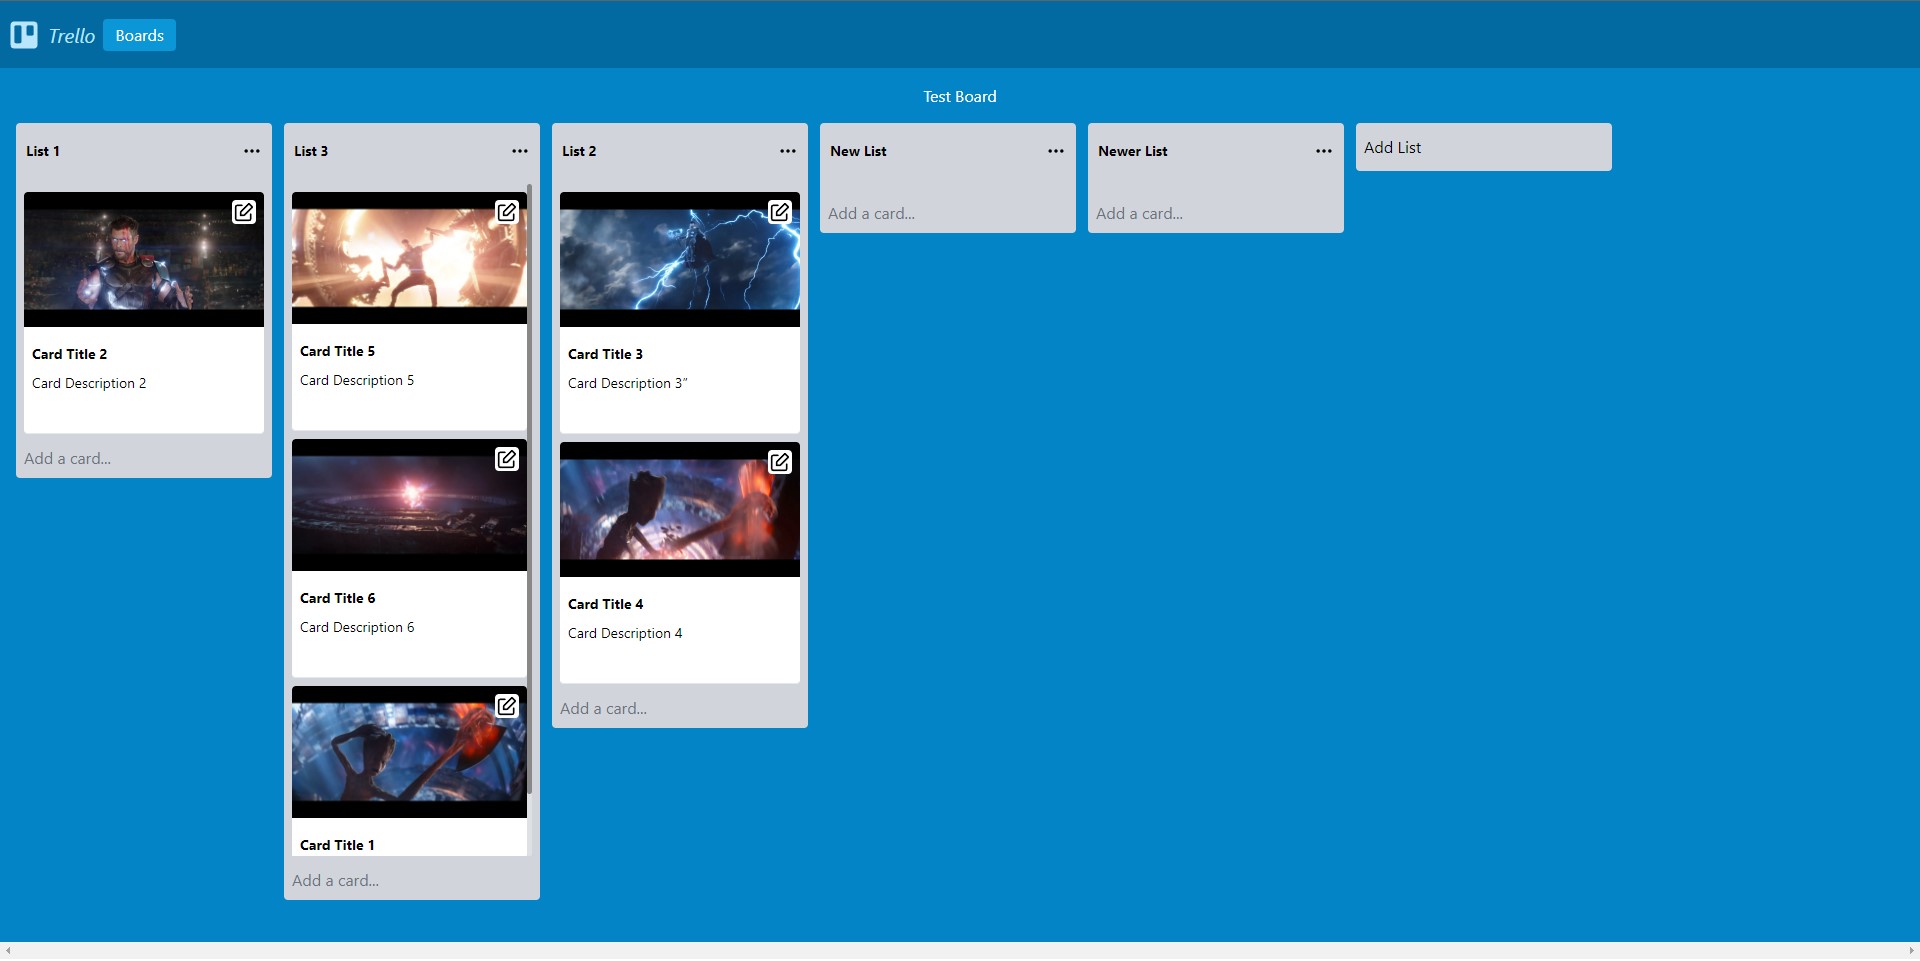 Trello
Boards
Test Board
List 1
Card Title 2
Card Description 2
Add a card...
List 3
Card Title 5
Card Description 5
Card Title 6
Card Description 6
Card Title 1
Add a card...
List 2
Card Title 3
Card Description 3"
Card Title 4
Card Description 4
Add a card...
New List
Add a card...
Newer List
Add a card...
Add List